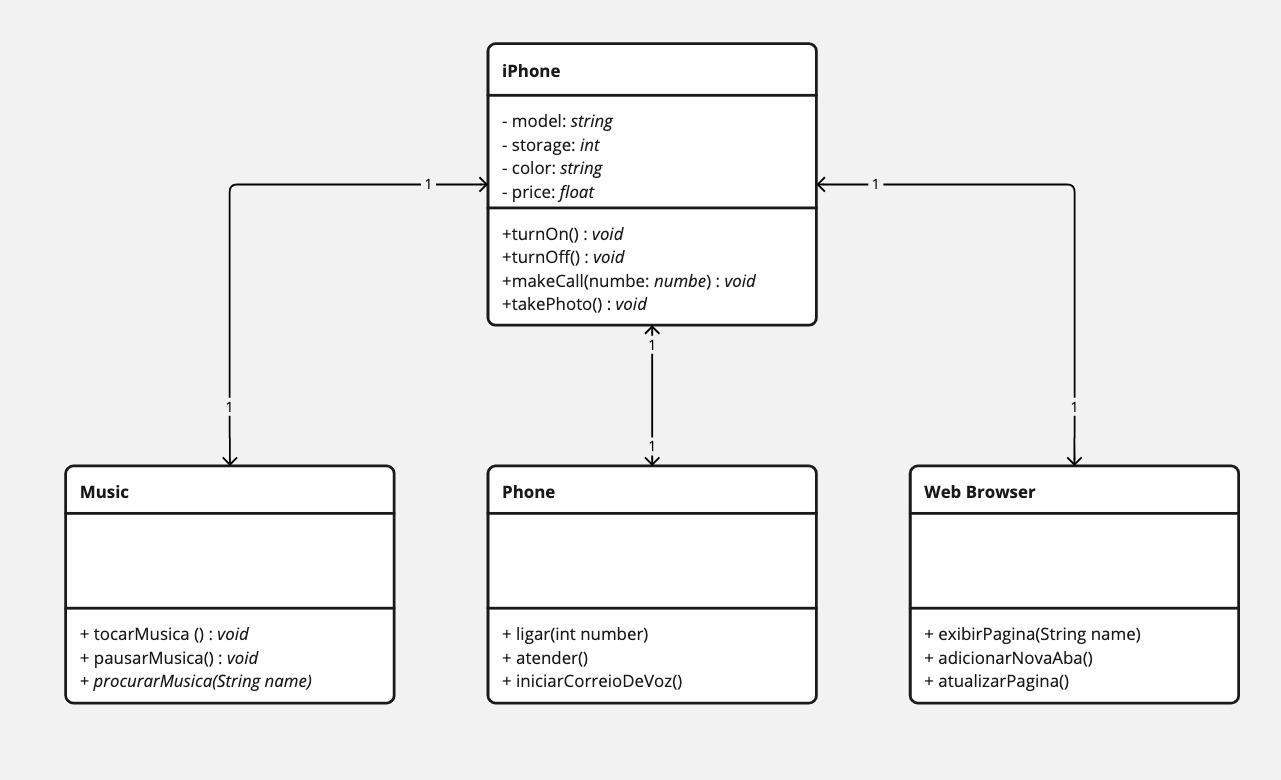 iPhone
- model: string
- storage: int
- color: string
- price: float
+turnOn() : void
+turnOff() : void
+makeCall(numbe: numbe) : void
+takePhoto() : void
1
1
1
1
1
1
Music
+ tocarMusica () : void
+ pausarMusica() : void
+ procurarMusica(String name)
Phone
+ ligar(int number)
+ atender()
+ iniciarCorreioDeVoz()
Web Browser
+ exibirPagina(String name)
+ adicionarNovaAba()
+ atualizarPagina()